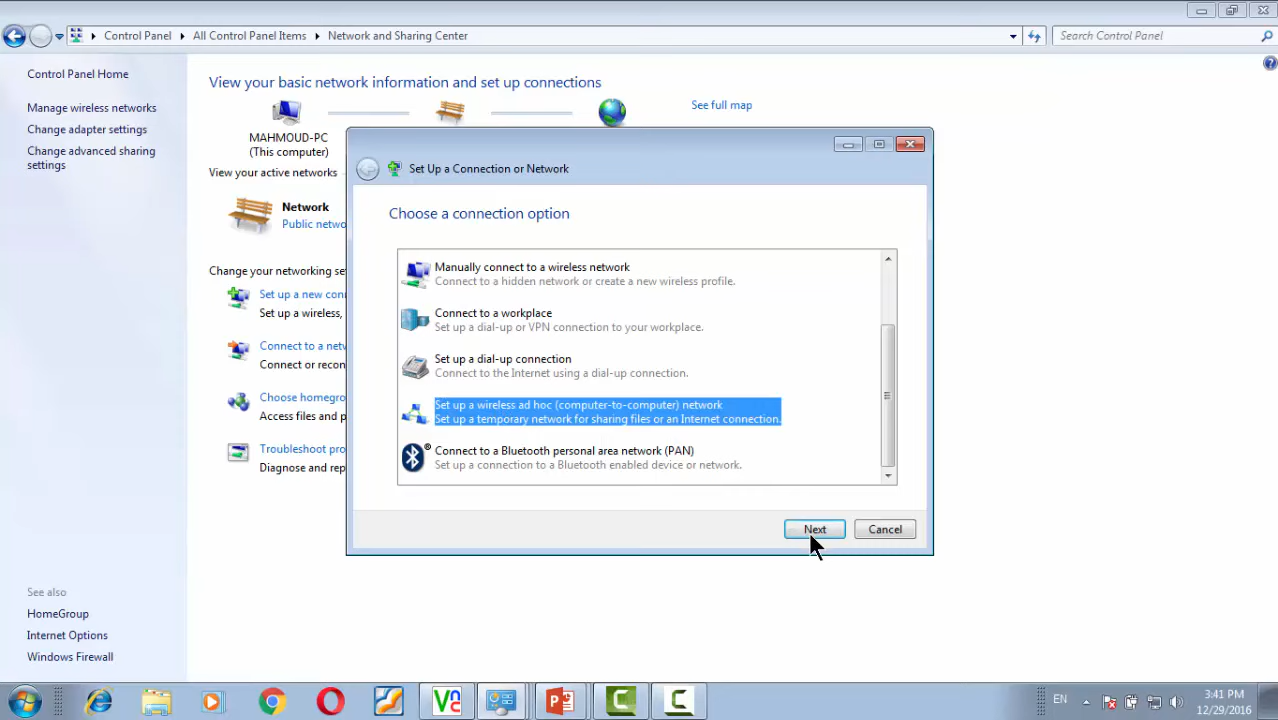 Control Panel
All Control Panel Items
Network and Sharing Center
Search Control Panel
Control Panel Home
Manage wireless networks
Change adapter settings
Change advanced sharing
settings
See also
HomeGroup
Internet Options
Windows Firewall
View your basic network information and set up connections
See full map
MAHMOUD-PC
(This computer)
View your active networks
Network
Public netwo
Change your networking set
Set up a new con
Set up a wireless,
Connect to a net
Connect or recon
Choose homegro
Access files and p
Troubleshoot pro
Diagnose and rep
Set Up a Connection or Network
Choose a connection option
Manually connect to a wireless network
Connect to a hidden network or create a new wireless profile.
Connect to a workplace
Set up a dial-up or VPN connection to your workplace.
Set up a dial-up connection
Connect to the Internet using a dial-up connection.
Set up a wireless ad hoc (computer-to-computer) network
Set up a temporary network for sharing files or an Internet connection.
Connect to a Bluetooth personal area network (PAN)
Set up a connection to a Bluetooth enabled device or network.
Next
Cancel
EN
3:41 PM
12/29/2016